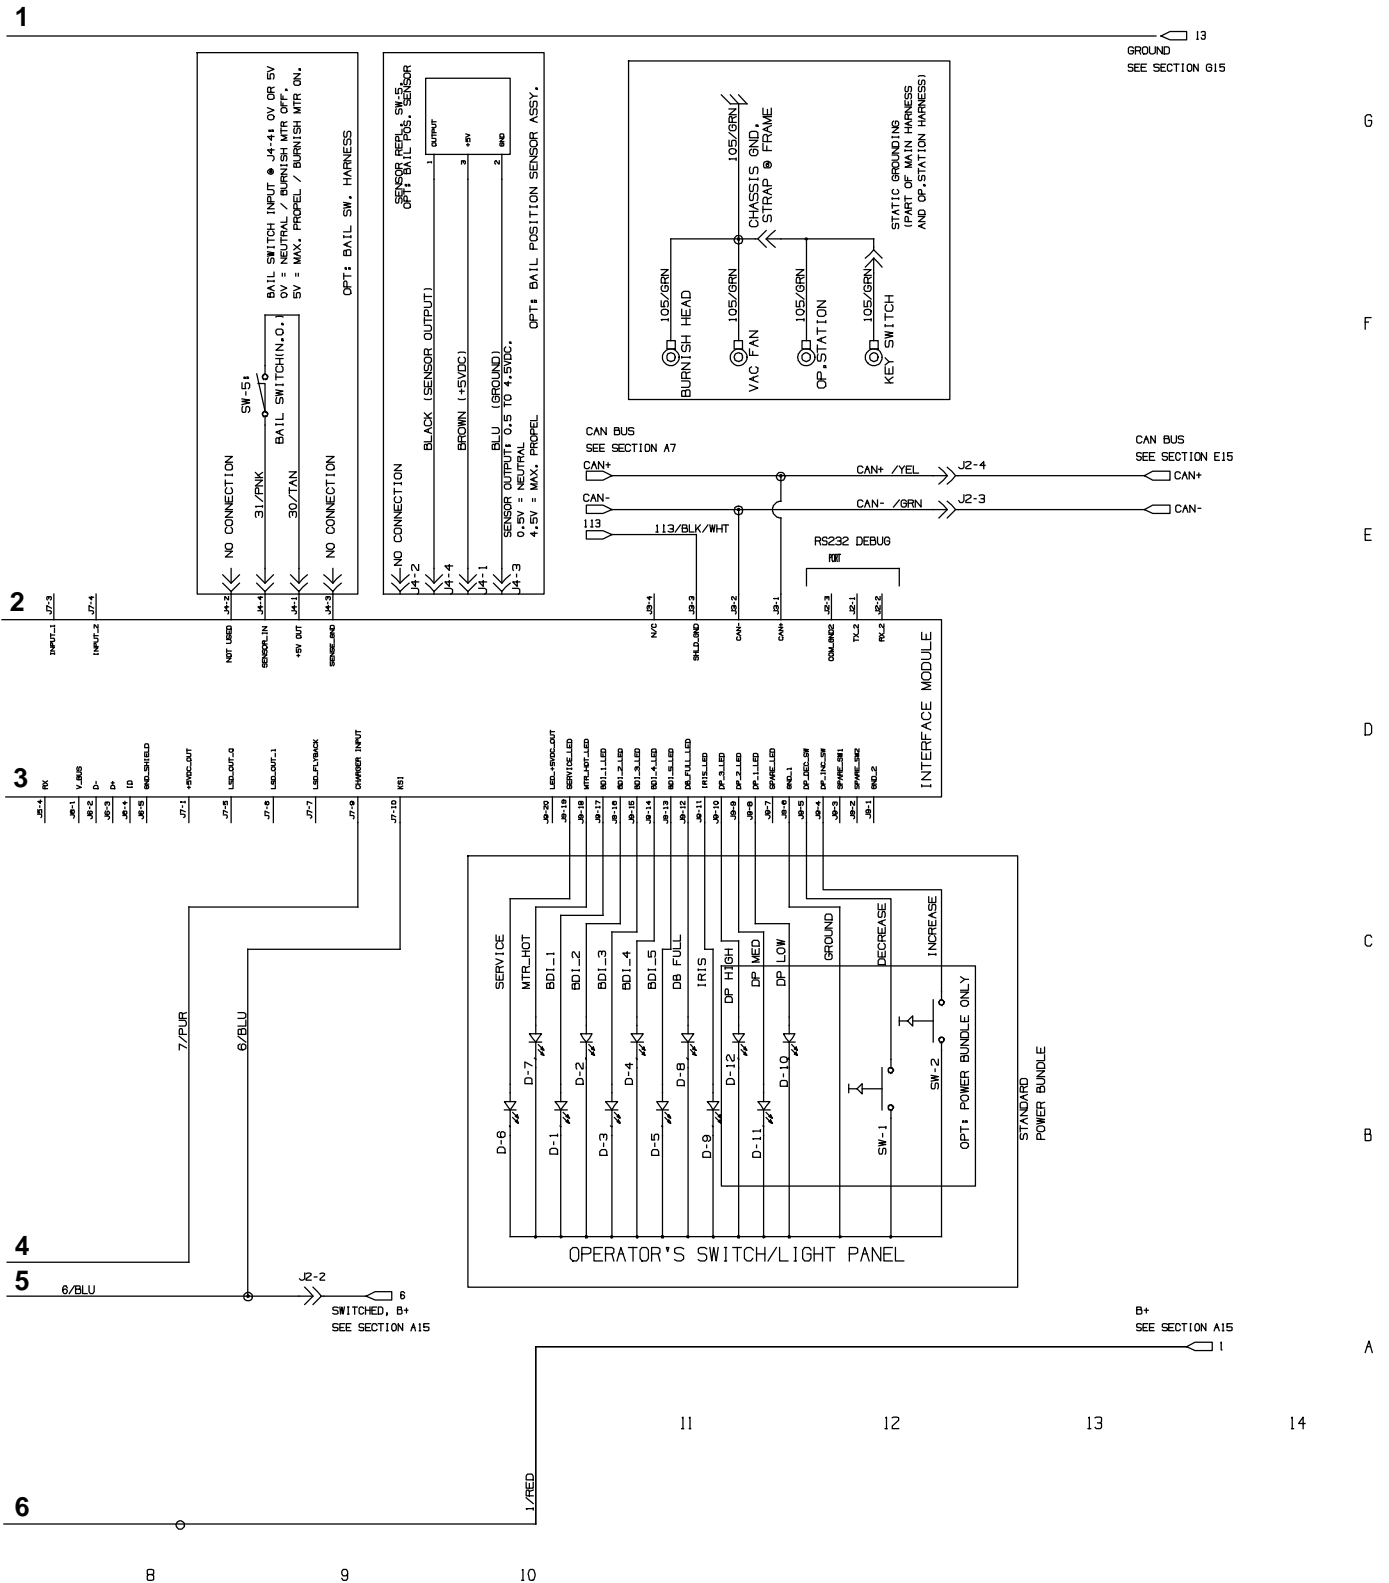 1
13
GROUND
SEE SECTION G15
G
BAIL SWITCH INPUT @ J4-4: 0V OR 5V
0V = NEUTRAL / BURNISH MTR OFF.
5V = MAX. PROPEL / BURNISH MTR ON.
OPT: BAIL SW. HARNESS
SW-5:
BAIL SWITCH(N.O.)
NO CONNECTION
31/PNK
30/TAN
NO CONNECTION
SENSOR REPL. SW-5.
OPT: BAIL POS. SENSOR
OUTPUT
+5V
GND
1
3
2
OPT: BAIL POSITION SENSOR ASSY.
BLACK (SENSOR OUTPUT)
BROWN (+5VDC)
BLU (GROUND)
SENSOR OUTPUT: 0.5 TO 4.5VDC.
0.5V = NEUTRAL
4.5V = MAX. PROPEL
NO CONNECTION
J4-2
J4-4
J4-1
J4-3
105/GRN
CHASSIS GND.
STRAP @ FRAME
STATIC GROUNDING
(PART OF MAIN HARNESS
AND OP.STATION HARNESS)
105/GRN
105/GRN
105/GRN
105/GRN
BURNISH HEAD
VAC FAN
OP.STATION
KEY SWITCH
F
CAN BUS
SEE SECTION A7
CAN+
CAN-
113
113/BLK/WHT
CAN+ /YEL
J2-4
CAN- /GRN
J2-3
CAN BUS
SEE SECTION E15
CAN+
CAN-
RS232 DEBUG
PORT
E
2
J7-3
J7-4
J4-2
J4-4
J4-1
J4-3
J3-4
J3-3
J3-2
J3-1
J2-3
J2-1
J2-2
INPUT_1
INPUT_2
NOT USED
SENSOR_IN
+5V OUT
SENSE_GND
N/C
SHLD_GND
CAN-
CAN+
COM_GND2
TX_2
RX_2
INTERFACE MODULE
D
3
RX
V_BUS
D-
D+
ID
GND_SHIELD
+5VDC_OUT
LSD_OUT_0
LSD_OUT_1
LSD_FLYBACK
CHARGER INPUT
KSI
LED_+5VDC_OUT
SERVICE_LED
MTR_HOT_LED
BDI_1_LED
BDI_2_LED
BDI_3_LED
BDI_4_LED
BDI_5_LED
DB_FULL_LED
IRIS_LED
DP_3_LED
DP_2_LED
DP_1_LED
SPARE_LED
GND_1
DP_DEC_SW
DP_INC_SW
SPARE_SW1
SPARE_SW2
GND_2
J5-4
J6-1
J6-2
J6-3
J6-4
J6-5
J7-1
J7-5
J7-6
J7-7
J7-9
J7-10
J9-20
J9-19
J9-18
J9-17
J9-16
J9-15
J9-14
J9-13
J9-12
J9-11
J9-10
J9-9
J9-8
J9-7
J9-6
J9-5
J9-4
J9-3
J9-2
J9-1
SERVICE
MTR_HOT
BDI_1
BDI_2
BDI_3
BDI_4
BDI_5
DB FULL
IRIS
DP HIGH
DP MED
DP LOW
GROUND
DECREASE
INCREASE
C
7/PUR
6/BLU
D-7
D-2
D-4
D-8
D-12
D-10
D-6
D-1
D-3
D-5
D-9
D-11
SW-1
SW-2
OPT: POWER BUNDLE ONLY
STANDARD
POWER BUNDLE
B
OPERATOR'S SWITCH/LIGHT PANEL
4
5
6/BLU
J2-2
6
SWITCHED, B+
SEE SECTION A15
B+
SEE SECTION A15
1
A
11
12
13
14
1/RED
6
8
9
10